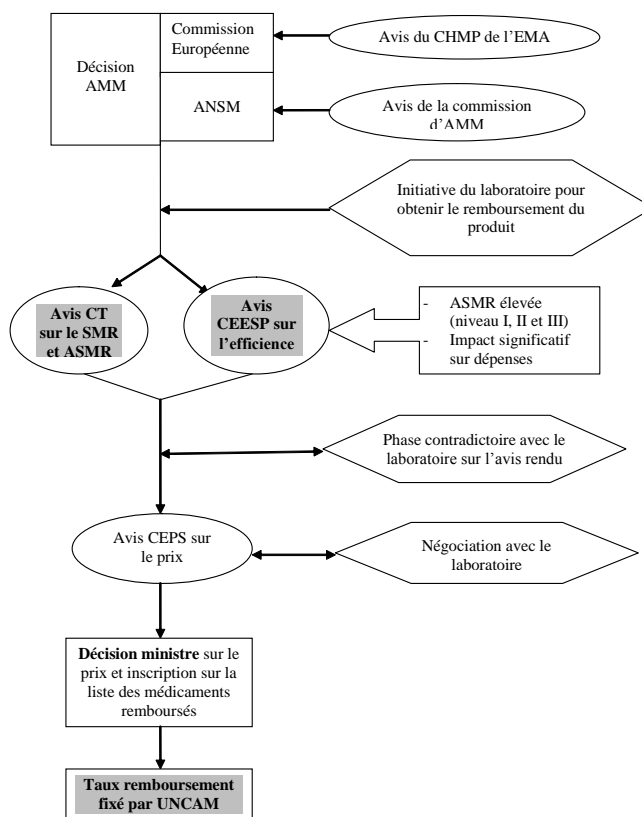 Commission
Européenne
Avis du CHMP de l’EMA
Décision
AMM
ANSM
Avis de la commission
d’AMM
Initiative du laboratoire pour
obtenir le remboursement du
produit
Avis CT
sur le SMR
et ASMR
Avis
CEESP sur
l’efficience
- ASMR élevée
(niveau I, II et III)
- Impact significatif
sur dépenses
Phase contradictoire avec le
laboratoire sur l’avis rendu
Avis CEPS sur
le prix
Négociation avec le
laboratoire
Décision ministre sur le
prix et inscription sur la
liste des médicaments
remboursés
Taux remboursement
fixé par UNCAM